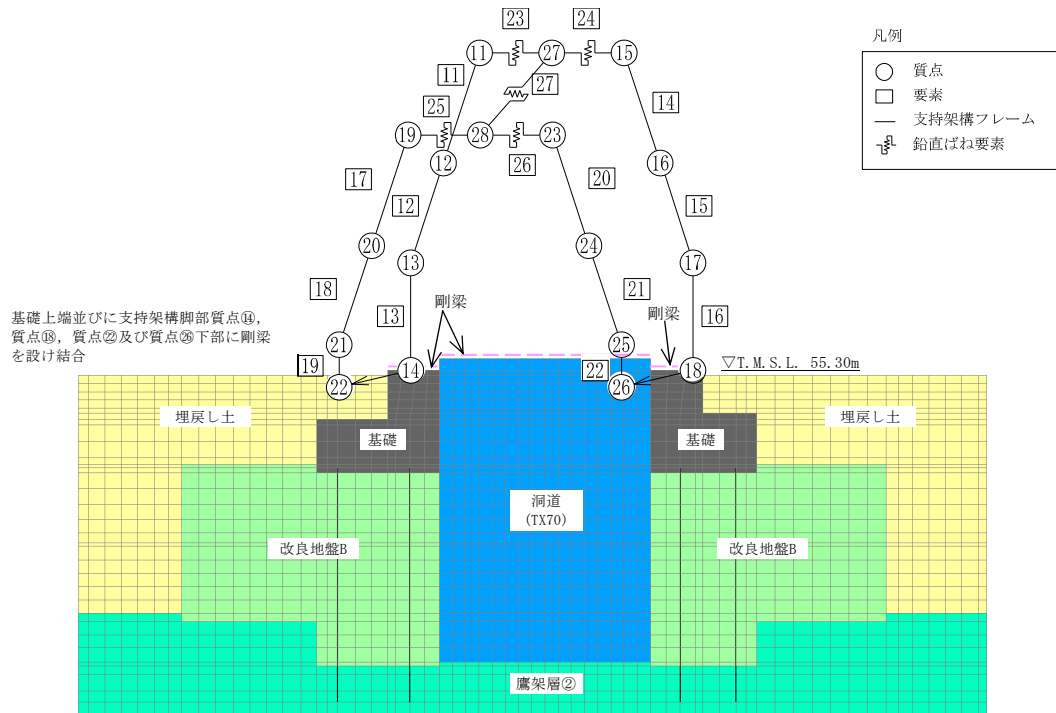 23
24
凡例
⑪
㉗
⑮
質点
11
27
14
要素
支持架構フレーム
鉛直ばね要素
25
⑲
㉘
㉓
26
⑫
⑯
17
20
12
15
⑳
㉔
⑬
⑰
18
21
13
剛梁
剛梁
16
基礎上端並びに支持架構脚部質点⑭，
質点⑱，質点㉒及び質点㉖下部に剛梁
を設け結合
㉑
㉕
19
⑭
22
⑱
▽T.M.S.L. 55.30m
㉒
㉖
埋戻し土
埋戻し土
基礎
基礎
洞道
(TX70)
改良地盤B
改良地盤B
鷹架層②